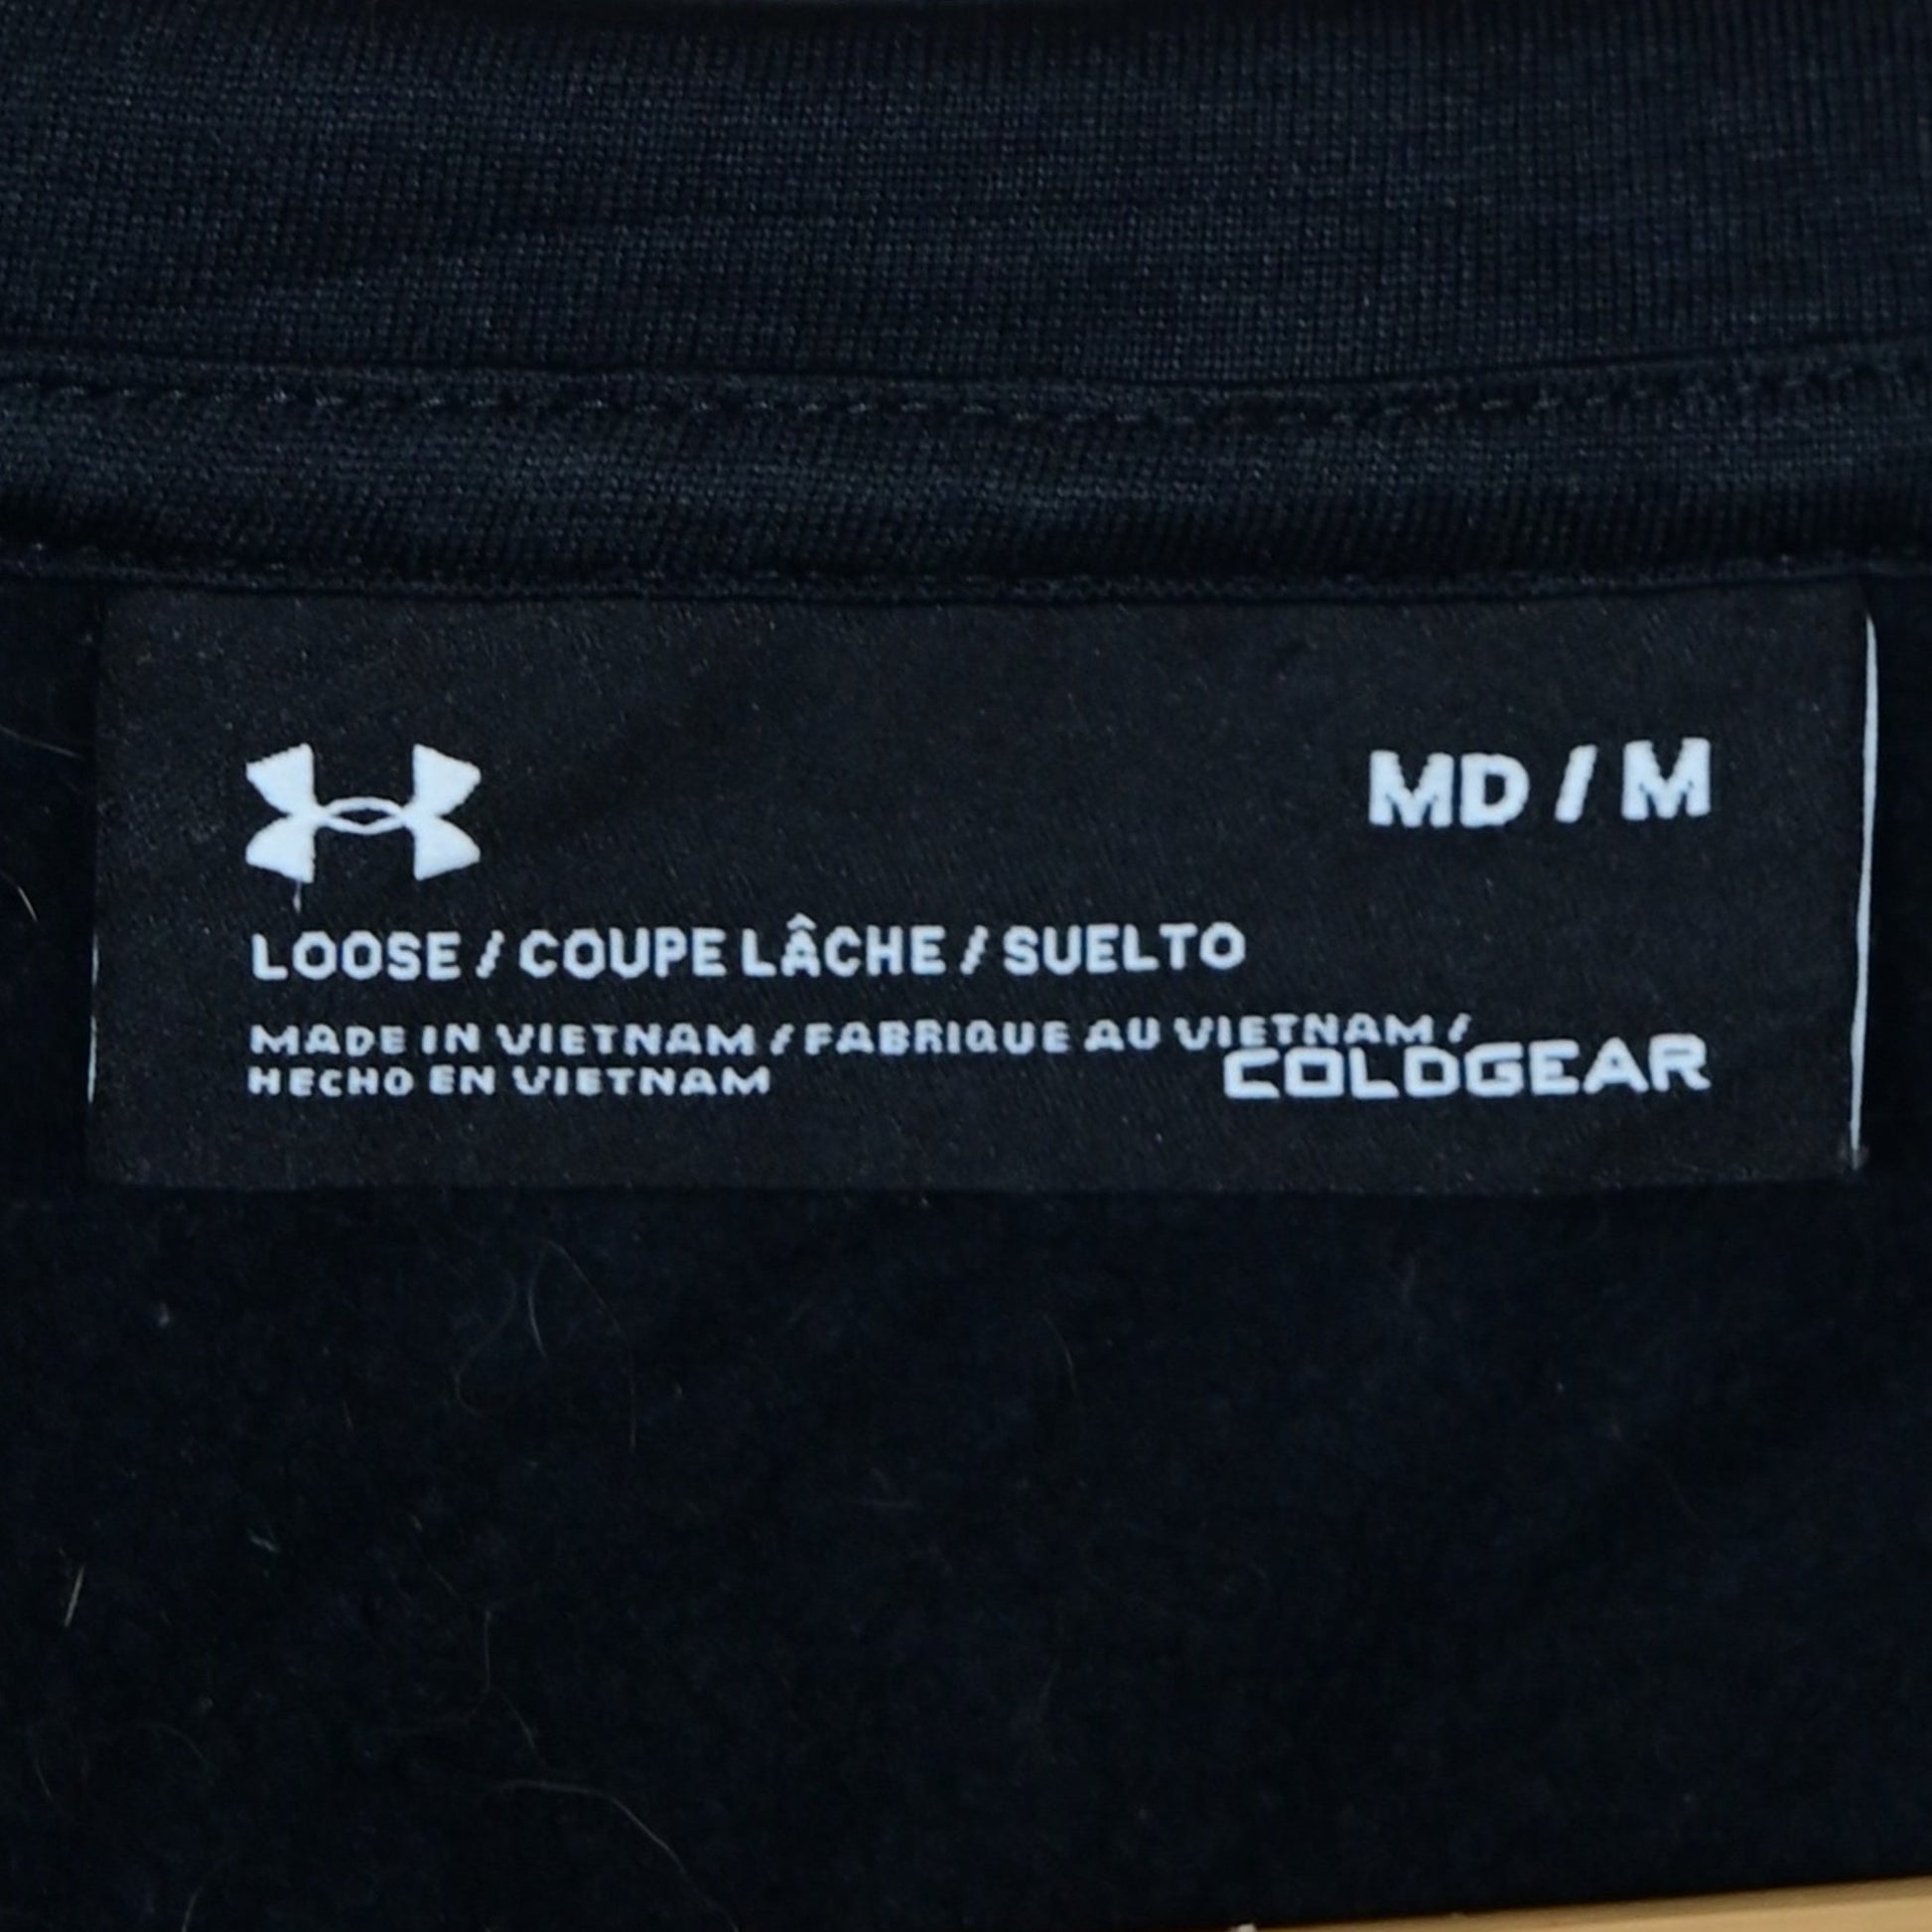 MD / M
LOOSE / COUPE LÂCHE / SUELTO
MADE IN VIETNAM / FABRIQUE AU VIETNAM /
HECHO EN VIETNAM
COLDGEAR